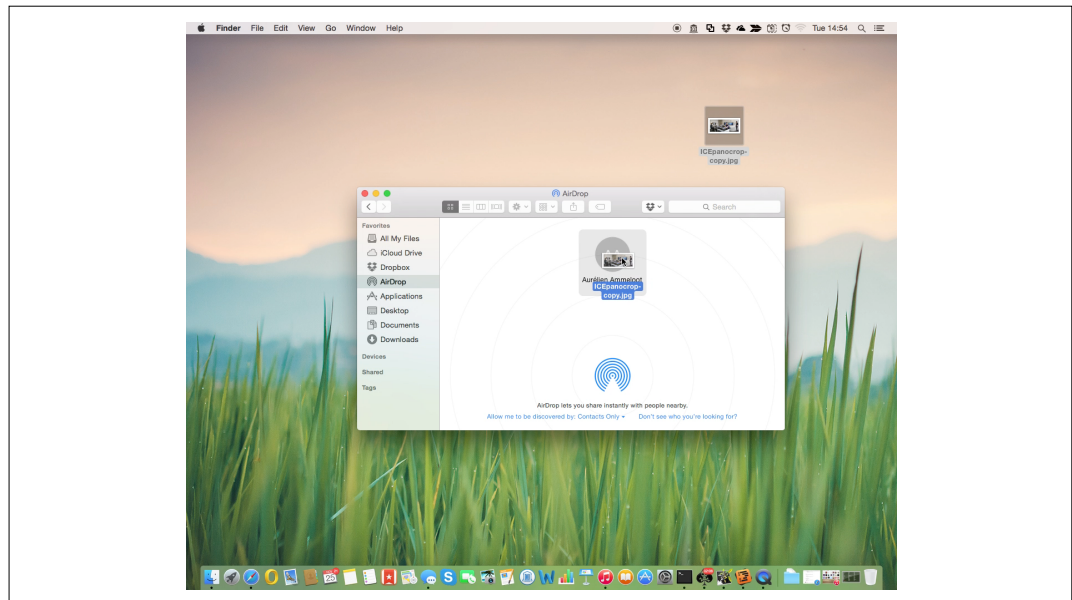 Finder File Edit View Go Window Help Tue 14:54
ICEpanocrop-
copy.jpg
AirDrop
Search
Favorites
All My Files
iCloud Drive
Dropbox
AirDrop
Applications
Desktop
Documents
Downloads
Devices
Shared
Tags
Aurélien Ammeloot
ICEpanocrop-
copy.jpg
AirDrop lets you share instantly with people nearby.
Allow me to be discovered by: Contacts Only Don't see who you're looking for?